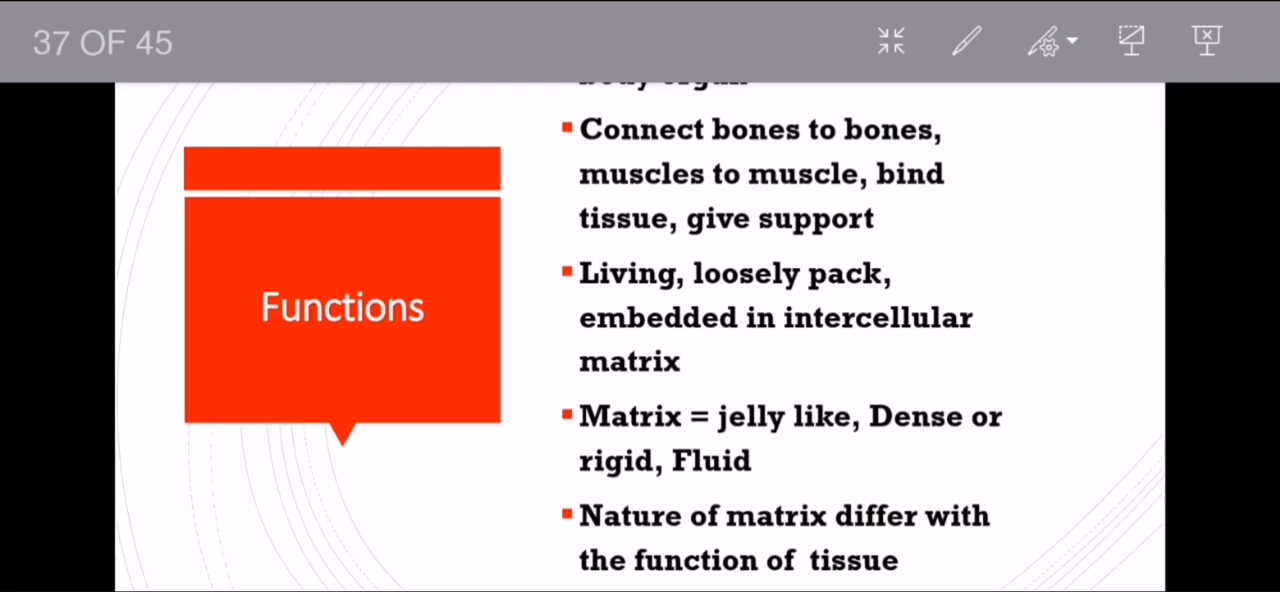 37 OF 45
body organ
Connect bones to bones,
muscles to muscle, bind
tissue, give support
Functions
Living, loosely pack,
embedded in intercellular
matrix
Matrix = jelly like, Dense or
rigid, Fluid
Nature of matrix differ with
the function of tissue